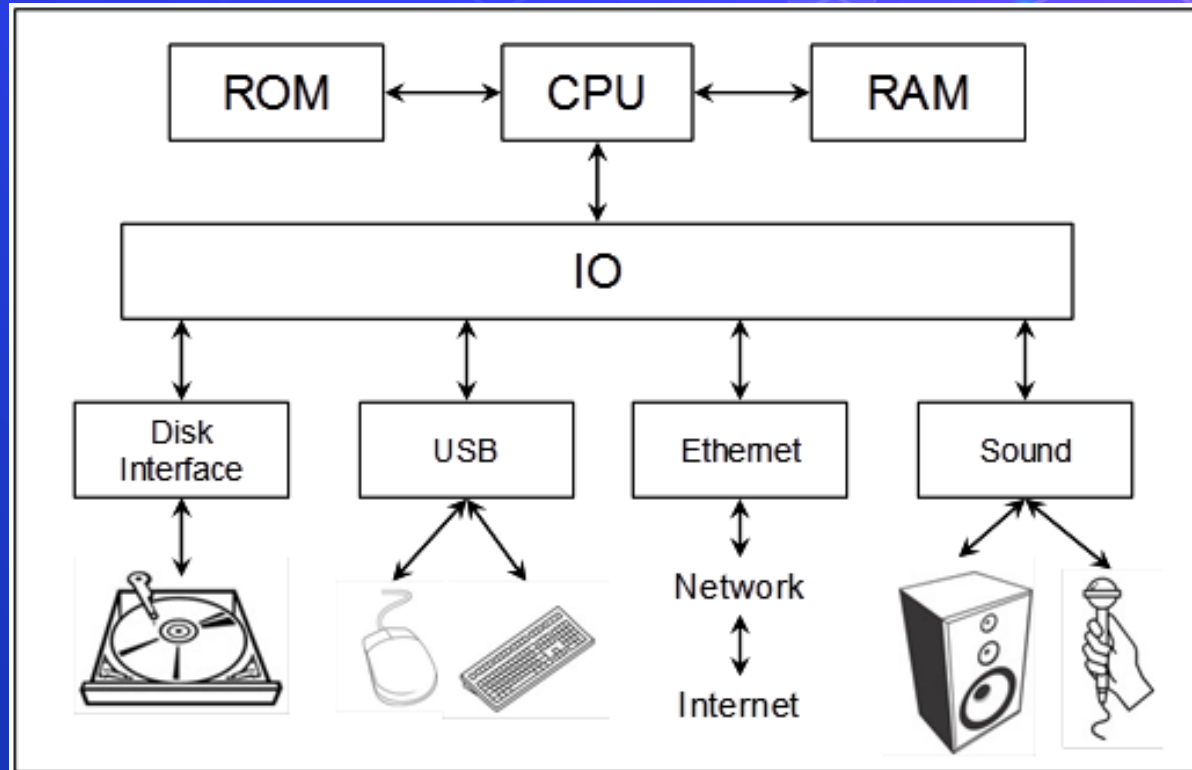 ROM
CPU
RAM
IO
Disk
Interface
USB
Ethernet
Sound
Network
Internet